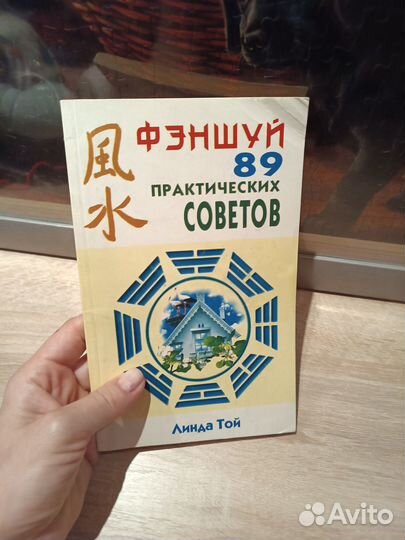 風水
ФЭНШУЙ
89
ПРАКТИЧЕСКИХ
СОВЕТОВ
Линда Той
Avito